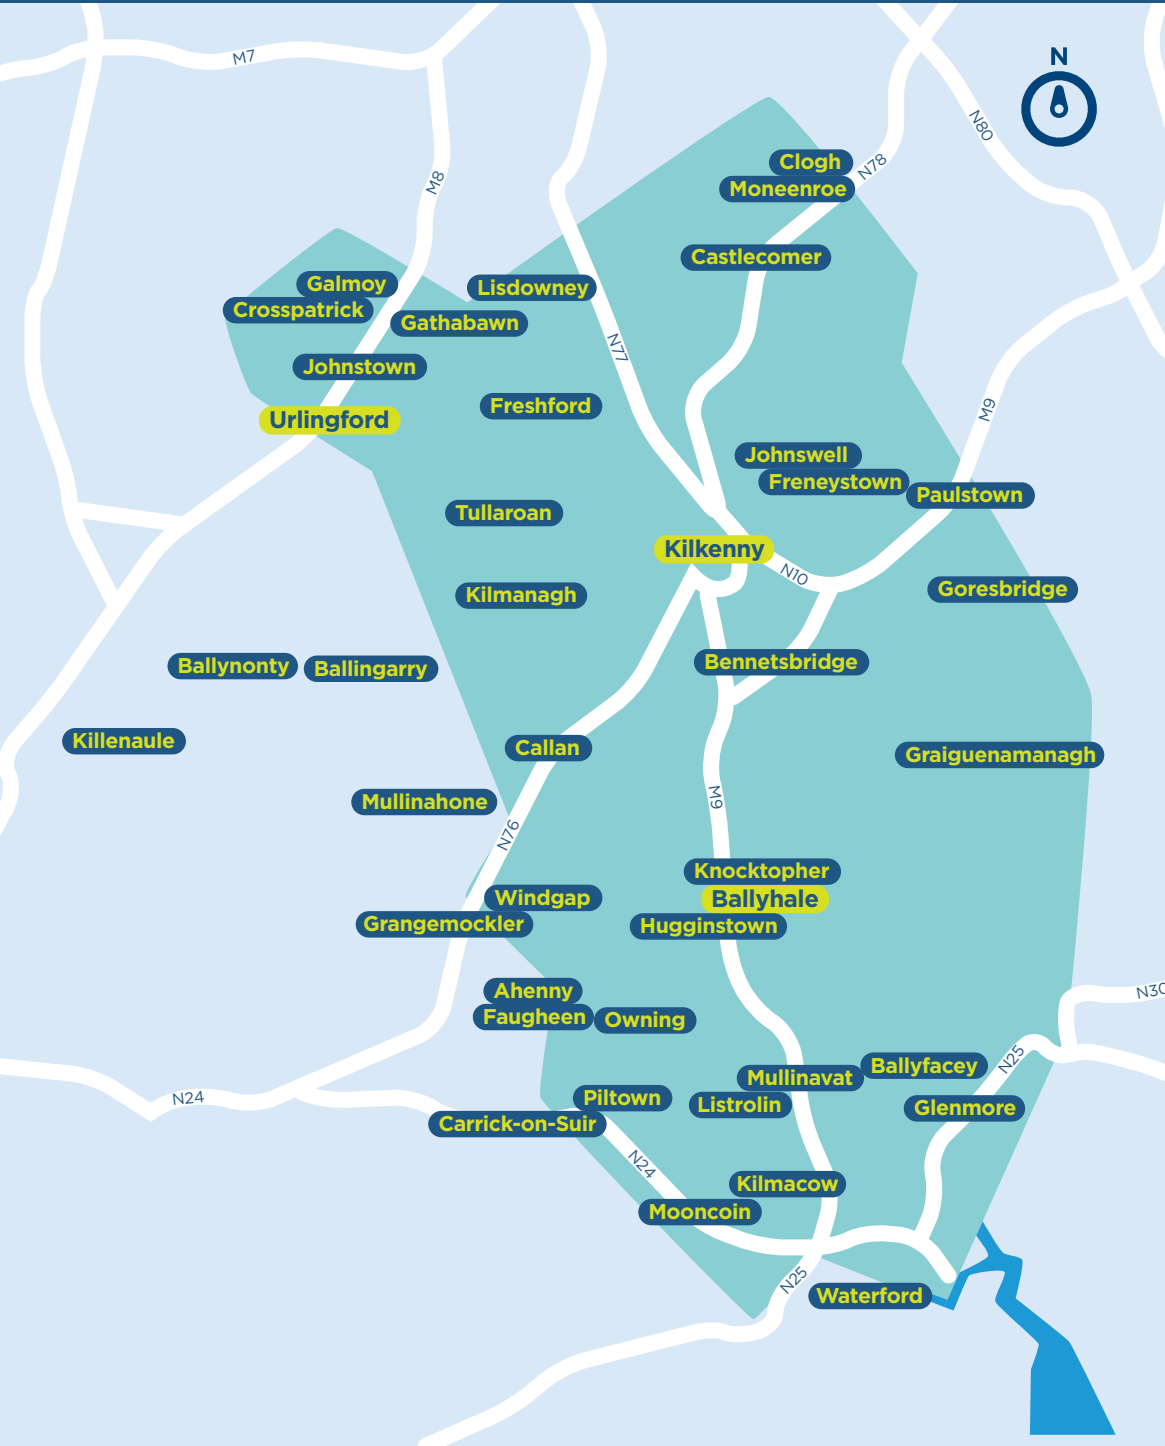 N
M7
N80
Clogh
N78
Moneenroe
M8
Castlecomer
Galmoy
Lisdowney
Crosspatrick
Gathabawn
N77
Johnstown
Freshford
M9
Urlingford
Johnswell
Freneystown
Paulstown
Tullaroan
Kilkenny
N10
Goresbridge
Kilmanagh
Bennetsbridge
Ballynonty
Ballingarry
Killenaule
Callan
Graiguenamanagh
M9
Mullinahone
N76
Knocktopher
Windgap
Ballyhale
Grangemockler
Hugginstown
Ahenny
N30
Faugheen
Owning
N25
Ballyfacey
Mullinavat
N24
Piltown
Listrolin
Glenmore
Carrick-on-Suir
N24
Kilmacow
Mooncoin
N25
Waterford